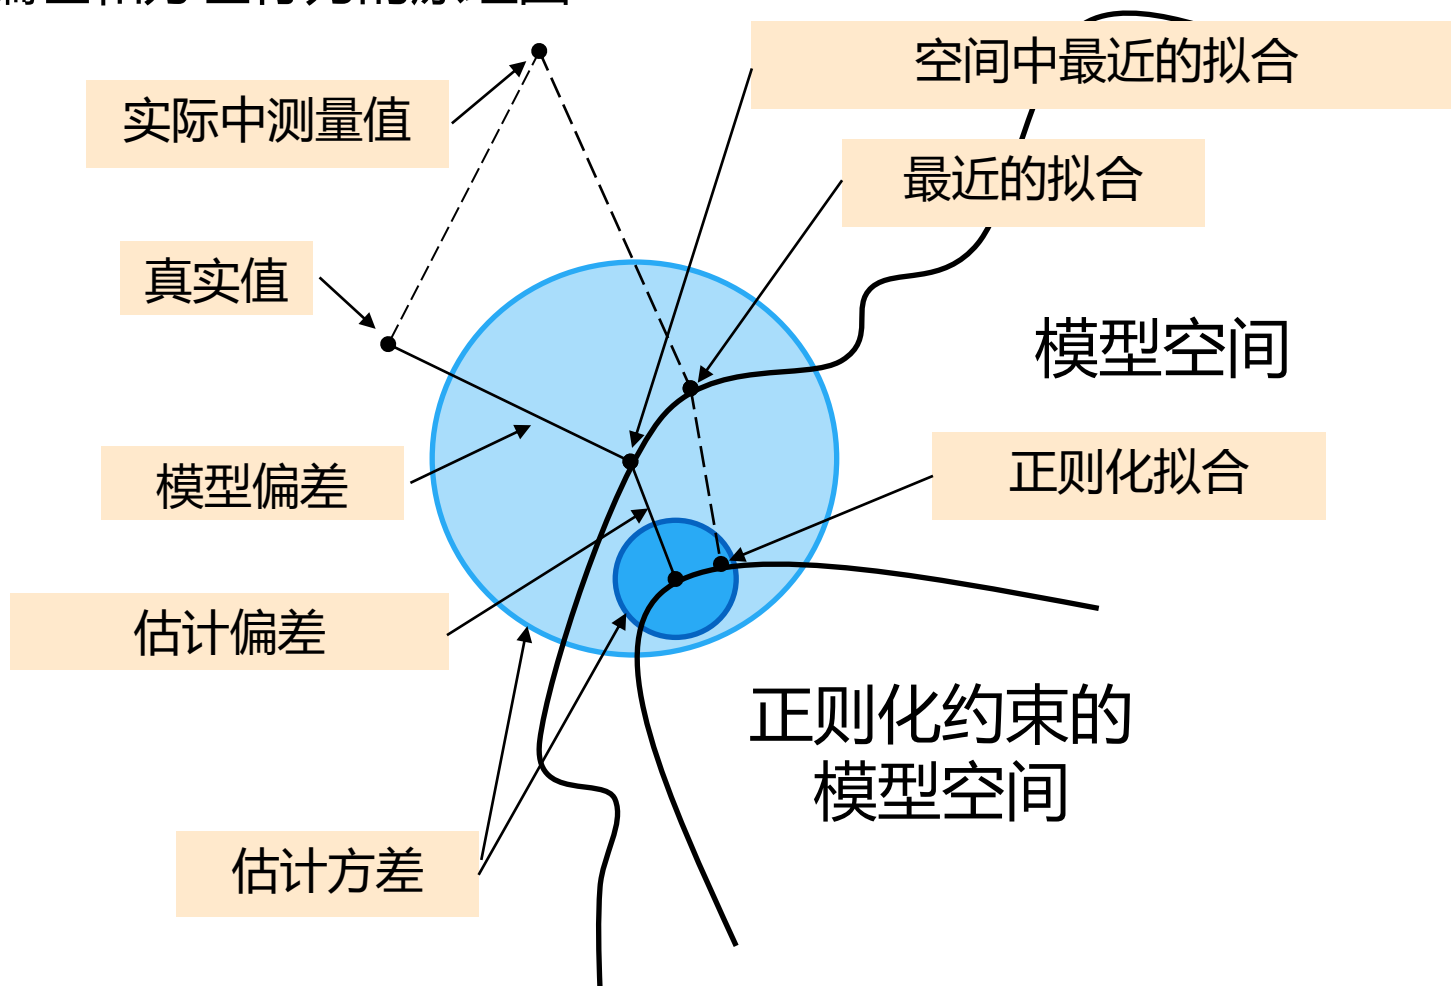 空间中最近的拟合
实际中测量值
最近的拟合
真实值
模型空间
模型偏差
正则化拟合
估计偏差
正则化约束的
模型空间
估计方差